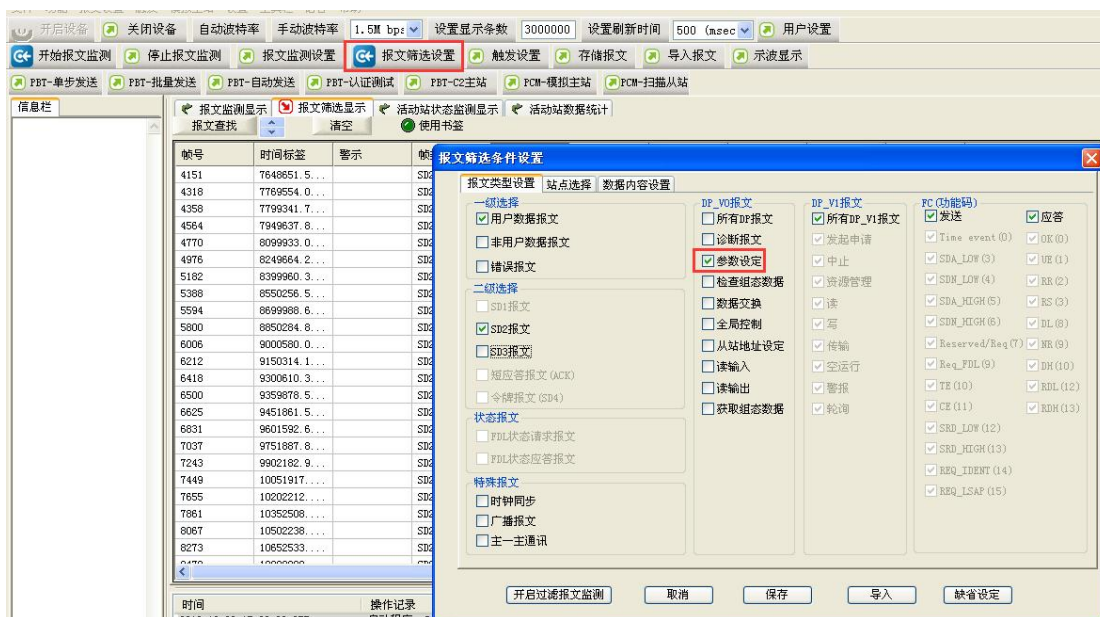 开启设备 关闭设备 自动波特率 手动波特率 1.5M bps 设置显示条数 3000000 设置刷新时间 500 (msec 用户设置
开始报文监测 停止报文监测 报文监测设置 报文筛选设置 触发设置 存储报文 导入报文 示波显示
PBT-单步发送 PBT-批量发送 PBT-自动发送 PBT-认证测试 PBT-C2主站 PCM-模拟主站 PCM-扫描从站
信息栏
报文监测显示 报文筛选显示 活动站状态监测显示 活动站数据统计
报文查找 清空 使用书签
帧号 时间标签 警示
4151 7648651.5... SD2
4318 7769554.0... SD2
4358 7799341.7... SD2
4564 7949637.8... SD2
4770 8099933.0... SD2
4976 8249664.2... SD2
5182 8399960.3... SD2
5388 8550256.5... SD2
5594 8699988.6... SD2
5800 8850284.8... SD2
6006 9000580.0... SD2
6212 9150314.1... SD2
6418 9300610.3... SD2
6500 9359878.5... SD2
6625 9451861.5... SD2
6831 9601592.6... SD2
7037 9751887.8... SD2
7243 9902182.9... SD2
7449 10051917.... SD2
7655 10202212.... SD2
7861 10352508.... SD2
8067 10502238.... SD2
8273 10652533.... SD2
时间 操作记录
报文筛选条件设置
报文类型设置 站点选择 数据内容设置
一级选择
用户数据报文
非用户数据报文
错误报文
二级选择
SD1报文
SD2报文
SD3报文
短应答报文(ACK)
令牌报文(SD4)
状态报文
FDL状态请求报文
FDL状态应答报文
特殊报文
时钟同步
广播报文
主一主通讯
DP_V0报文
所有DP报文
诊断报文
参数设定
检查组态数据
数据交换
全局控制
从站地址设定
读输入
读输出
获取组态数据
DP_V1报文
所有DP_V1报文
发起申请
中止
资源管理
读
写
传输
空运行
警报
轮询
FC(功能码)
发送
Time event(0)
SDA_LOW(3)
SDN_LOW(4)
SDA_HIGH(5)
SDN_HIGH(6)
Reserved/Req(7)
Req_FDL(9)
TE(10)
CE(11)
SRD_LOW(12)
SRD_HIGH(13)
REQ_IDENT(14)
REQ_LSAP(15)
应答
OK(0)
UE(1)
RR(2)
RS(3)
DL(8)
NR(9)
DH(10)
RDL(12)
RDH(13)
开启过滤报文监测 取消 保存 导入 缺省设定